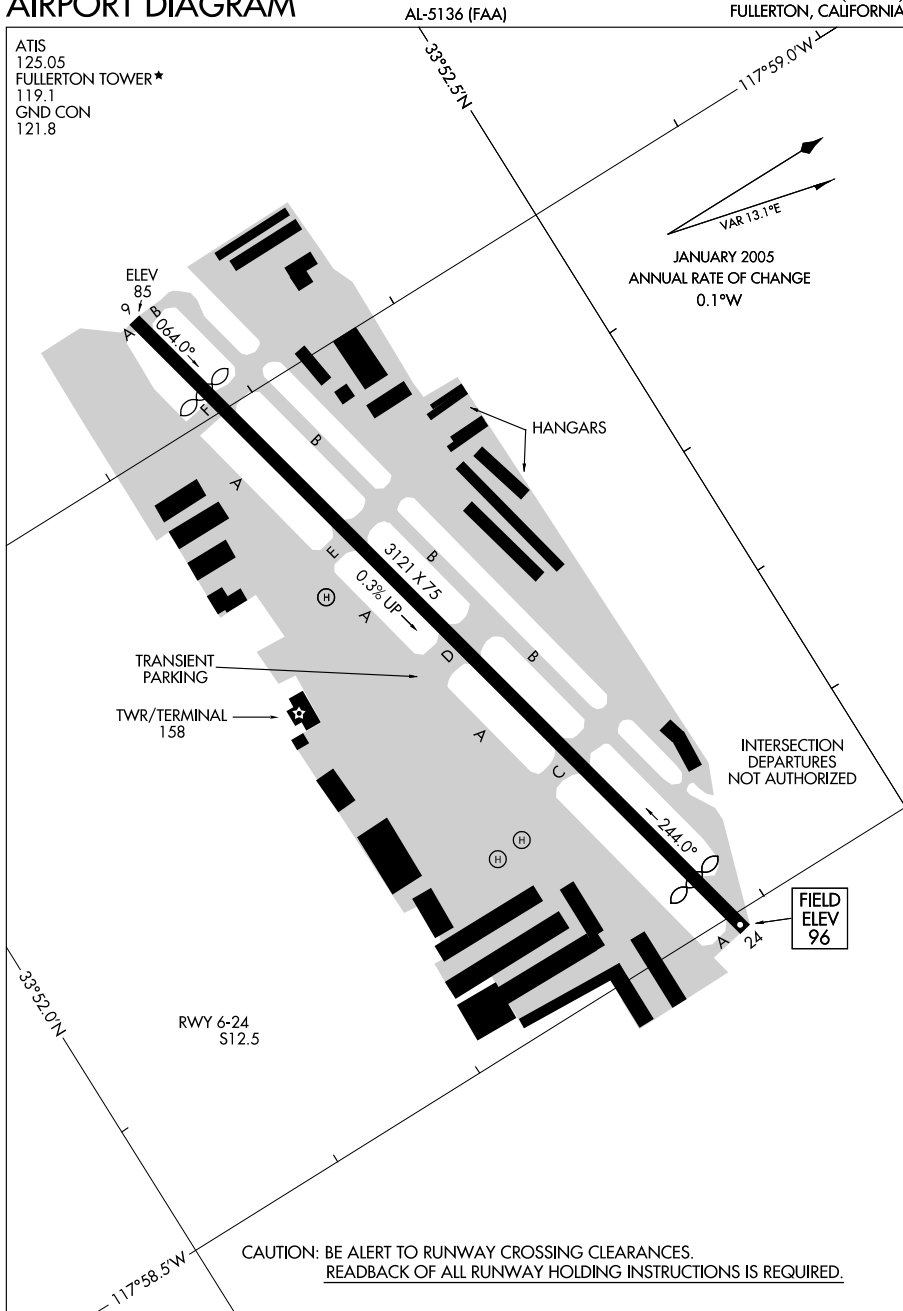 AIRPORT DIAGRAM
AL-5136 (FAA)
FULLERTON, CALIFORNIA
ATIS
125.05
FULLERTON TOWER★
119.1
GND CON
121.8
33°52.5'N
117°59.0'W
VAR 13.1°E
JANUARY 2005
ANNUAL RATE OF CHANGE
0.1°W
ELEV
85
6
A
B
064.0°
F
HANGARS
B
A
E
3121 X 75
0.3% UP
B
H
A
D
B
TRANSIENT
PARKING
TWR/TERMINAL
158
A
C
INTERSECTION
DEPARTURES
NOT AUTHORIZED
244.0°
H
H
FIELD
ELEV
96
A
24
33°52.0'N
RWY 6-24
S12.5
117°58.5'W
CAUTION: BE ALERT TO RUNWAY CROSSING CLEARANCES.
READBACK OF ALL RUNWAY HOLDING INSTRUCTIONS IS REQUIRED.